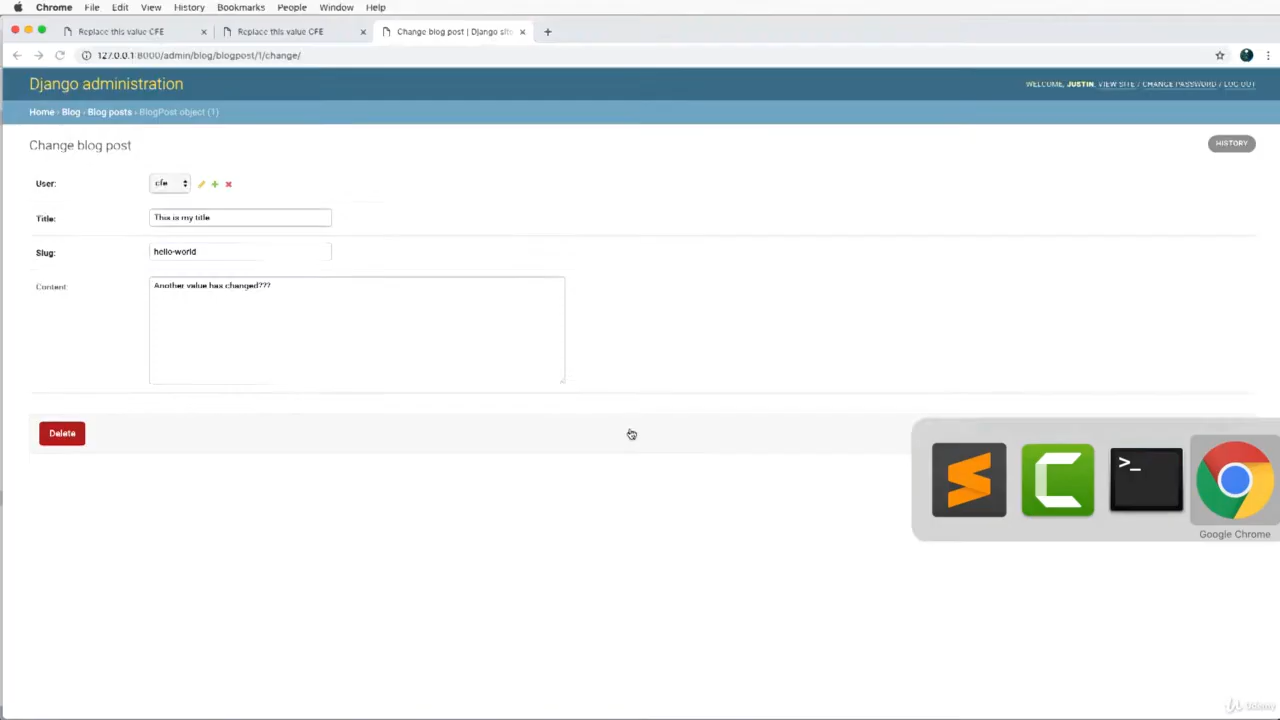 Chrome File Edit View History Bookmarks People Window Help
Replace this value CFE × Replace this value CFE × Change blog post | Django site × +
127.0.0.1:8000/admin/blog/blogpost/1/change/
Django administration
WELCOME, JUSTIN. VIEW SITE / CHANGE PASSWORD / LOG OUT
Home › Blog › Blog posts › BlogPost object (1)
Change blog post
HISTORY
User: cfe
Title: This is my title
Slug: hello-world
Content: Another value has changed???
Delete
>_
Google Chrome
Udemy